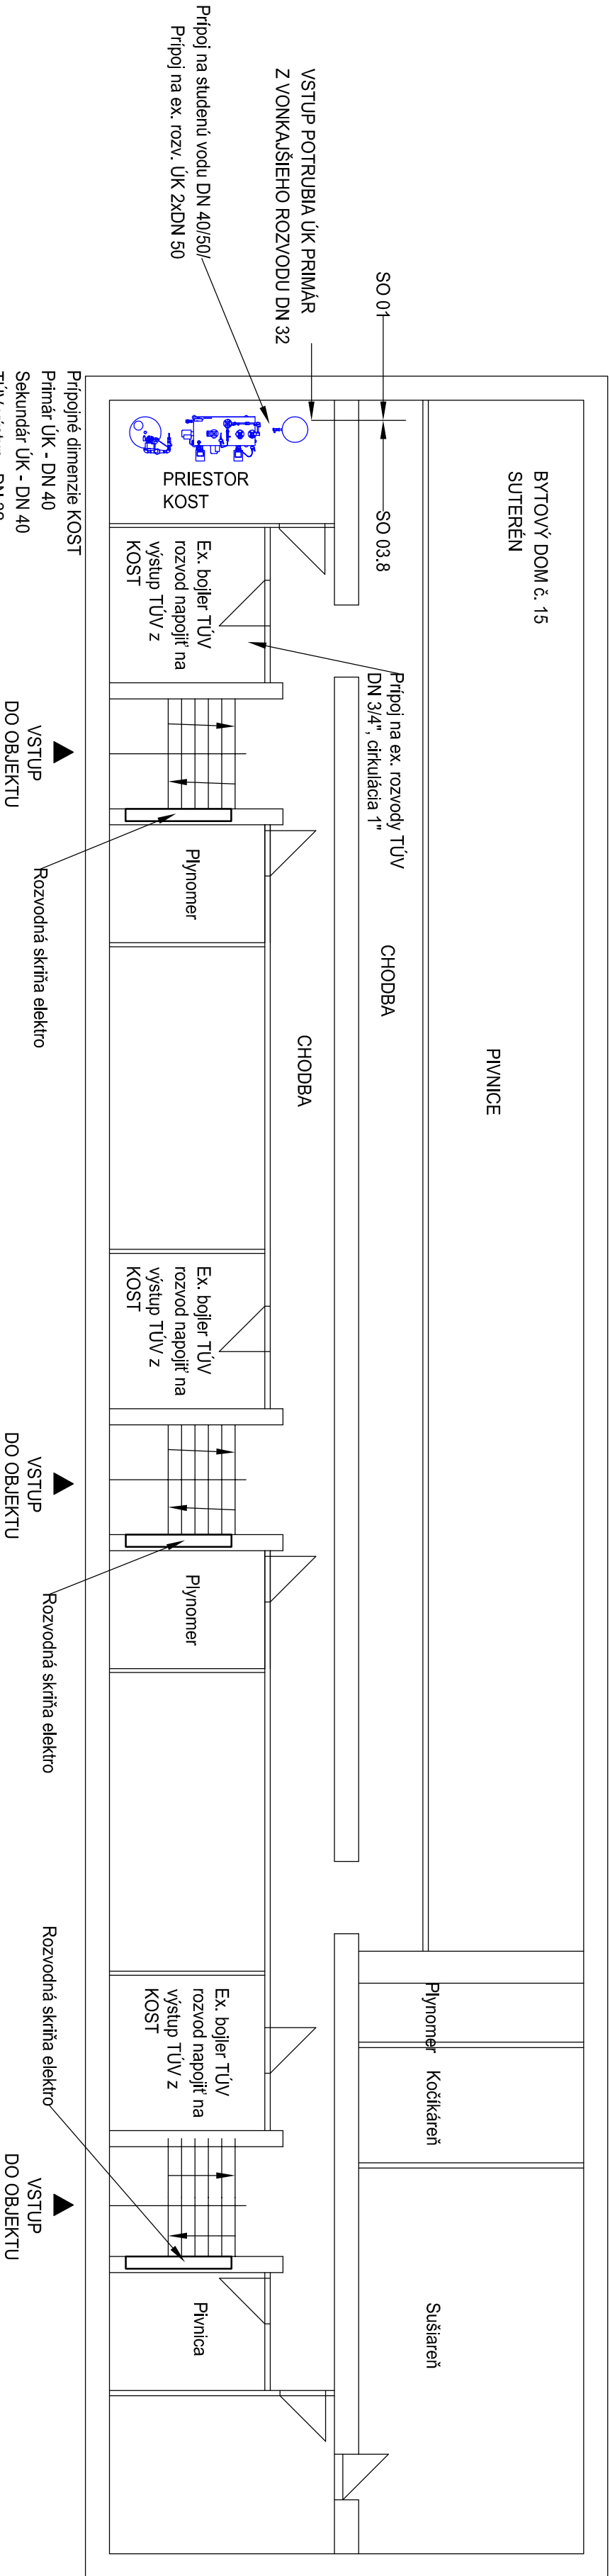 BYTOVÝ DOM č. 15
SUTERÉN
PIVNICE
SO 01
SO 03.8
VSTUP POTRUBIA ÚK PRIMÁR
Z VONKAJŠIEHO ROZVODU DN 32
Prípoj na studenú vodu DN 40/50/
Prípoj na ex. rozv. ÚK 2xDN 50
PRIESTOR
KOST
Prípoj na ex. rozvody TÚV
DN 3/4", cirkulácia 1"
CHODBA
CHODBA
Ex. bojler TÚV
rozvod napojiť na
výstup TÚV z
KOST
Plynomer
Ex. bojler TÚV
rozvod napojiť na
výstup TÚV z
KOST
Plynomer
Ex. bojler TÚV
rozvod napojiť na
výstup TÚV z
KOST
Pivnica
Plynomer
Kočíkáreň
Sušiareň
Rozvodná skriňa elektro
Rozvodná skriňa elektro
Rozvodná skriňa elektro
VSTUP
DO OBJEKTU
VSTUP
DO OBJEKTU
VSTUP
DO OBJEKTU
Prípojné dimenzie KOST
Primár ÚK - DN 40
Sekundár ÚK - DN 40